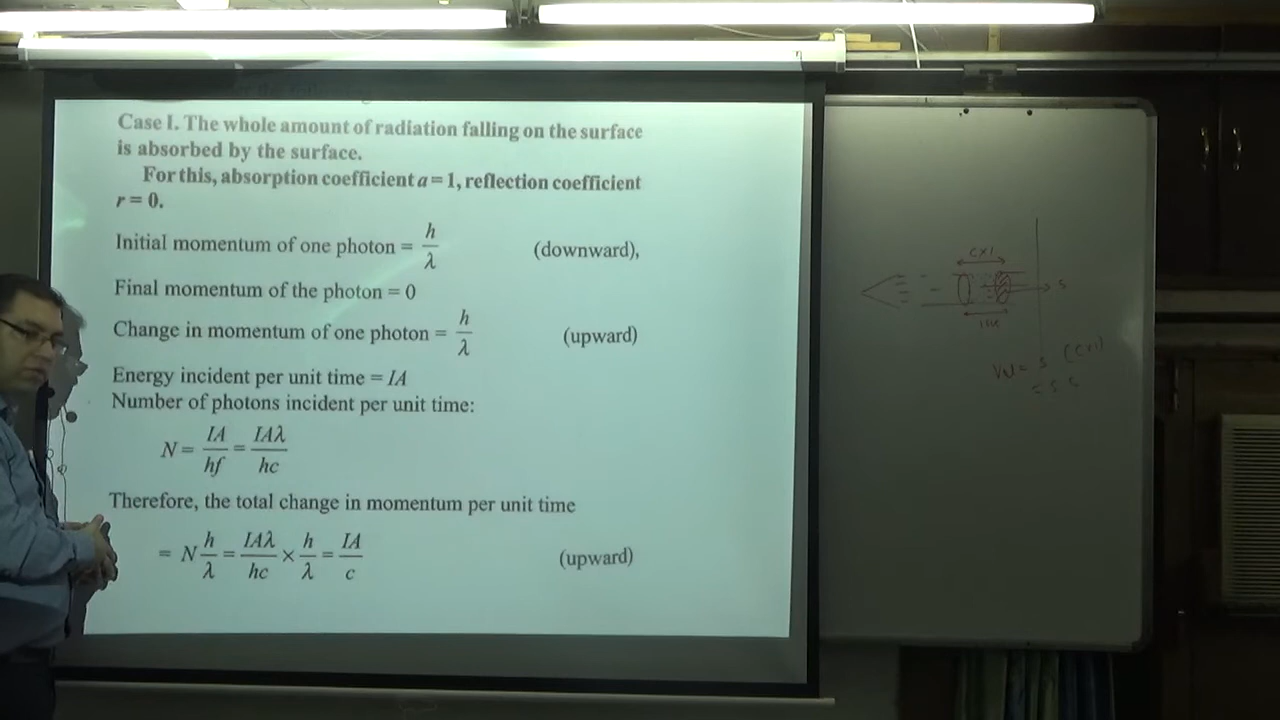 Case I. The whole amount of radiation falling on the surface
is absorbed by the surface.
For this, absorption coefficient a = 1, reflection coefficient
r = 0.
Initial momentum of one photon = h/λ (downward),
Final momentum of the photon = 0
Change in momentum of one photon = h/λ (upward)
Energy incident per unit time = IA
Number of photons incident per unit time:
N = IA/hf = IAλ/hc
Therefore, the total change in momentum per unit time
= N h/λ = IAλ/hc × h/λ = IA/c (upward)
C×1
S